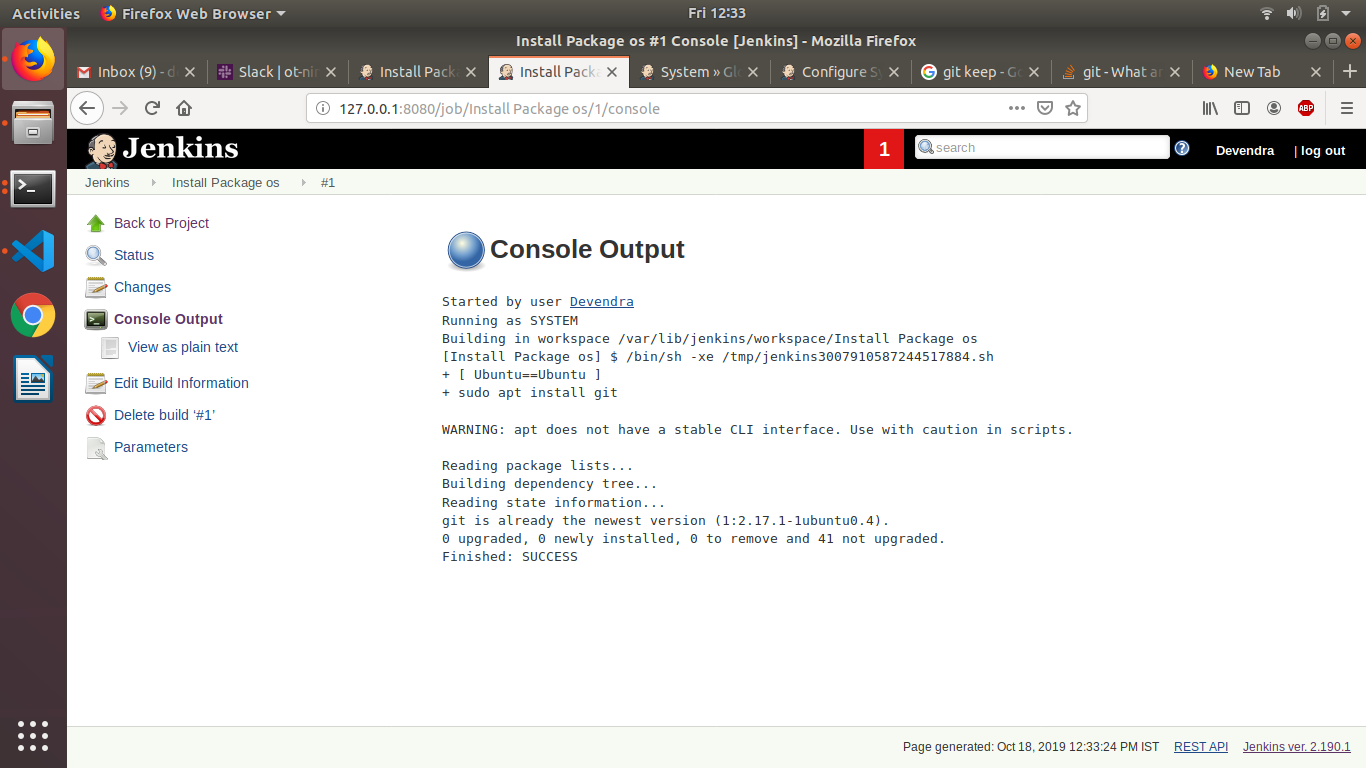 Activities Firefox Web Browser Fri 12:33
Install Package os #1 Console [Jenkins] - Mozilla Firefox
Inbox (9) - d Slack | ot-nin Install Pack Install Packa System » Glo Configure Sy git keep - Go git - What ar New Tab
127.0.0.1:8080/job/Install Package os/1/console ABP
Jenkins 1 search Devendra | log out
Jenkins Install Package os #1
Back to Project
Status
Changes
Console Output
View as plain text
Edit Build Information
Delete build ‘#1’
Parameters
Console Output
Started by user Devendra
Running as SYSTEM
Building in workspace /var/lib/jenkins/workspace/Install Package os
[Install Package os] $ /bin/sh -xe /tmp/jenkins3007910587244517884.sh
+ [ Ubuntu==Ubuntu ]
+ sudo apt install git
WARNING: apt does not have a stable CLI interface. Use with caution in scripts.
Reading package lists...
Building dependency tree...
Reading state information...
git is already the newest version (1:2.17.1-1ubuntu0.4).
0 upgraded, 0 newly installed, 0 to remove and 41 not upgraded.
Finished: SUCCESS
Page generated: Oct 18, 2019 12:33:24 PM IST REST API Jenkins ver. 2.190.1